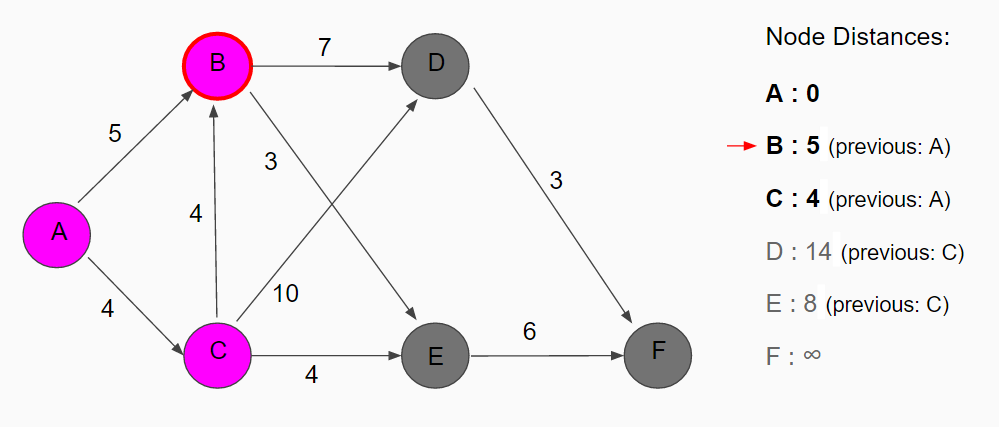 Node Distances:
A : 0
B : 5 (previous: A)
C : 4 (previous: A)
D : 14 (previous: C)
E : 8 (previous: C)
F : ∞
B
7
D
5
3
3
A
4
4
10
C
4
E
6
F